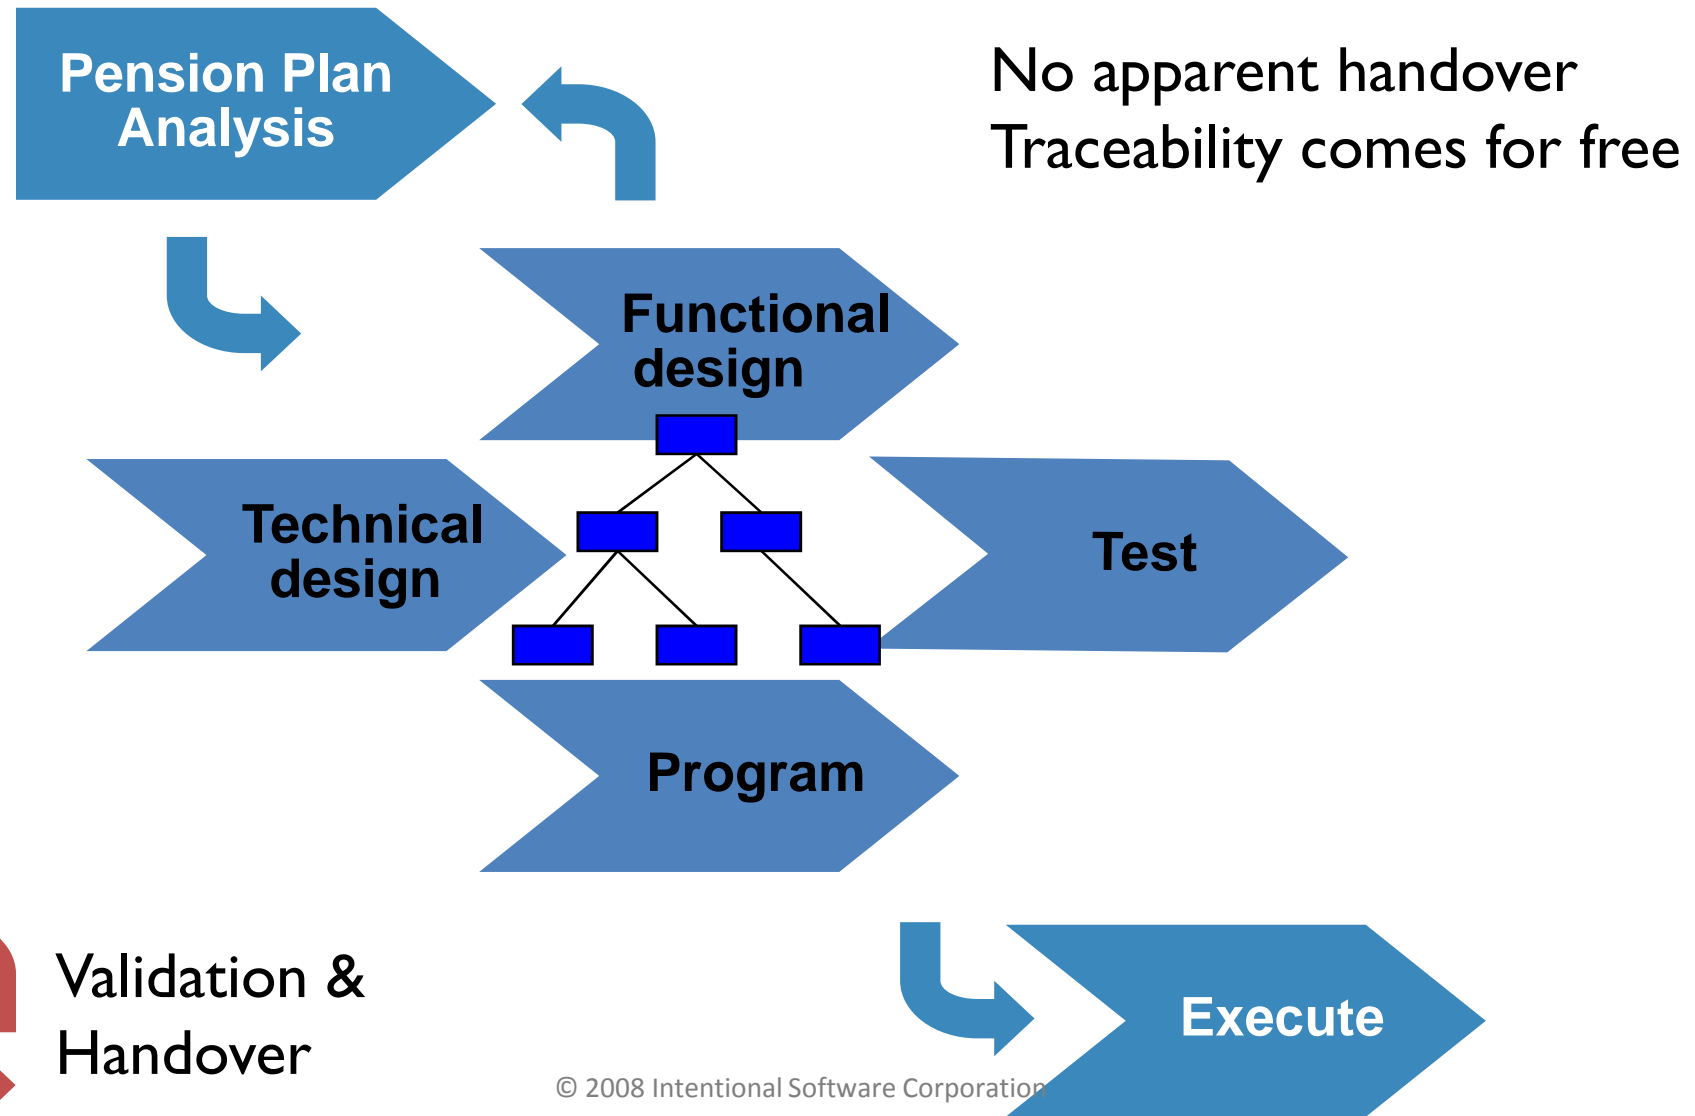 Pension Plan
Analysis
No apparent handover
Traceability comes for free
Functional
design
Technical
design
Test
Program
Validation &
Handover
Execute
© 2008 Intentional Software Corporation